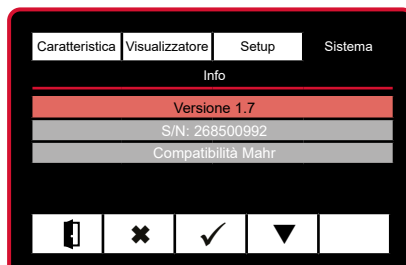 Caratteristica Visualizzatore Setup Sistema
Info
Versione 1.7
S/N: 268500992
Compatibilità Mahr